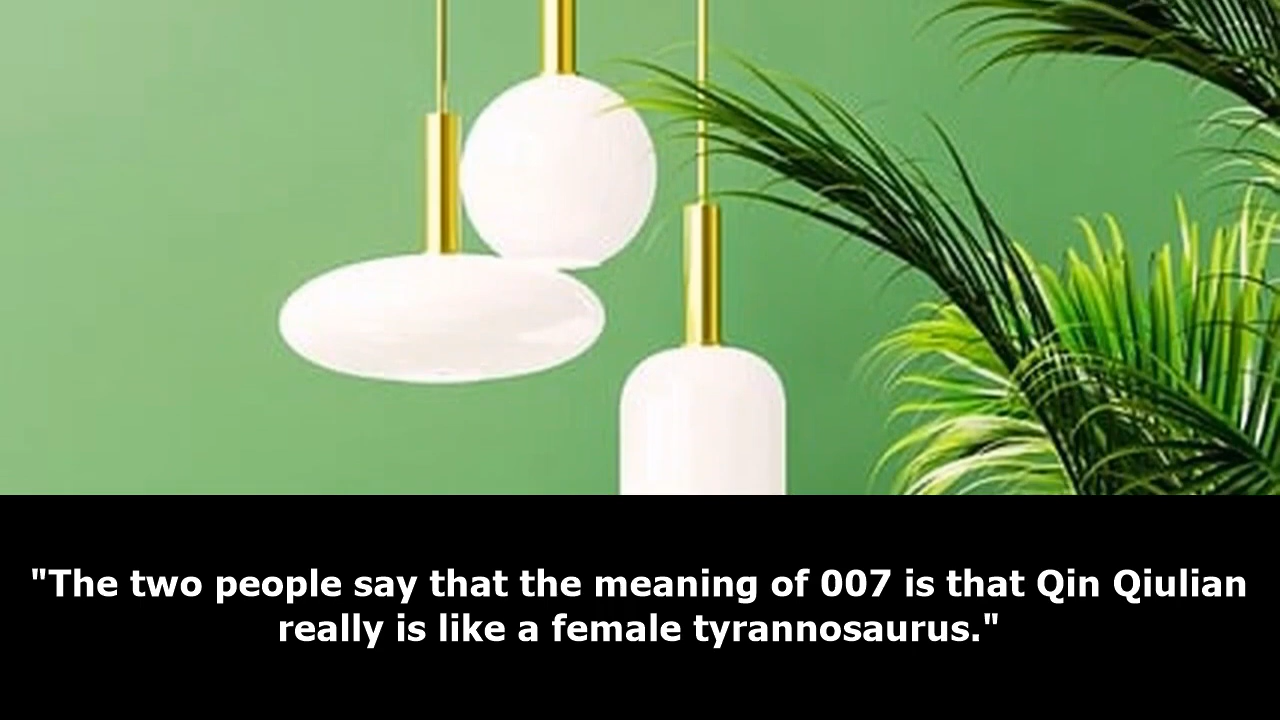 "The two people say that the meaning of 007 is that Qin Qiulian
really is like a female tyrannosaurus."